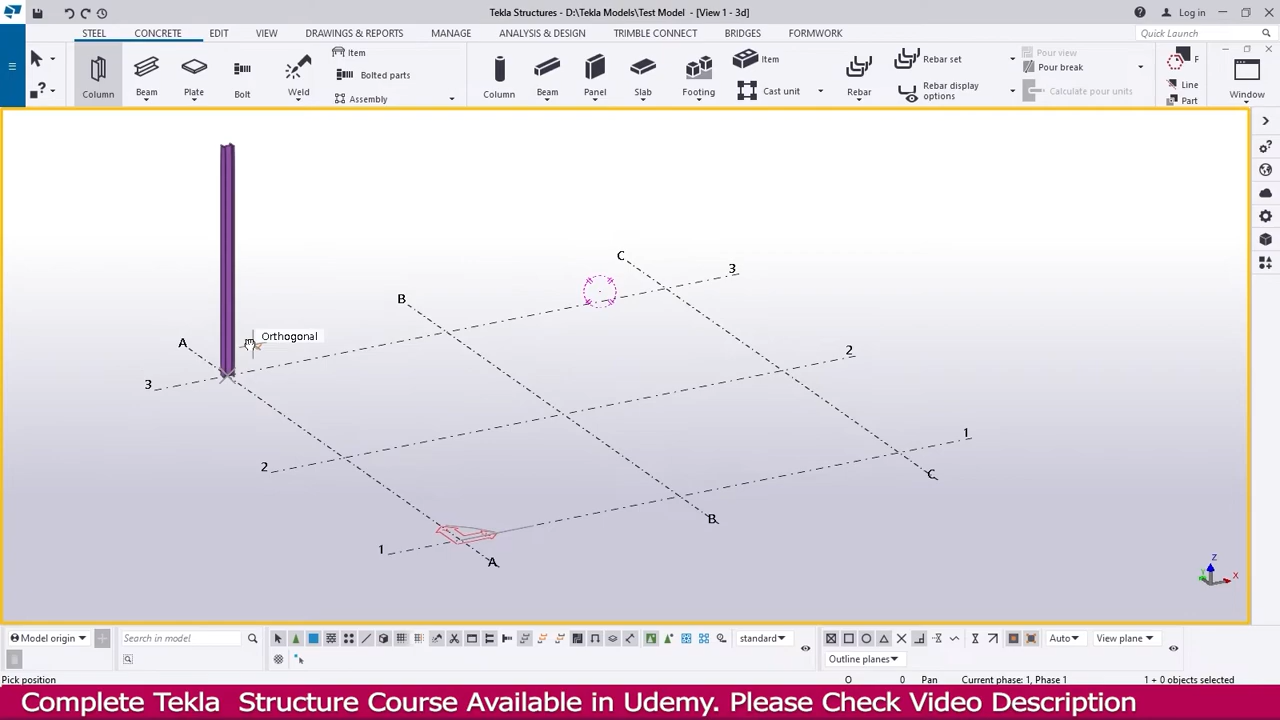 Tekla Structures - D:\Tekla Models\Test Model - [View 1 - 3d]
Log in
STEEL CONCRETE EDIT VIEW DRAWINGS & REPORTS MANAGE ANALYSIS & DESIGN TRIMBLE CONNECT BRIDGES FORMWORK Quick Launch
Column Beam Plate Bolt Weld
Item
Bolted parts
Assembly
Column Beam Panel Slab Footing
Item
Cast unit
Rebar
Rebar set
Rebar display options
Pour view
Pour break
Calculate pour units
F
Line
Part
Window
C
3
B
Orthogonal
A
3
2
1
2
C
B
1
A
Z
Y
X
Model origin
Search in model
standard
Auto
View plane
Outline planes
Pick position
O 0 Pan Current phase: 1, Phase 1 1 + 0 objects selected
Complete Tekla Structure Course Available in Udemy. Please Check Video Description